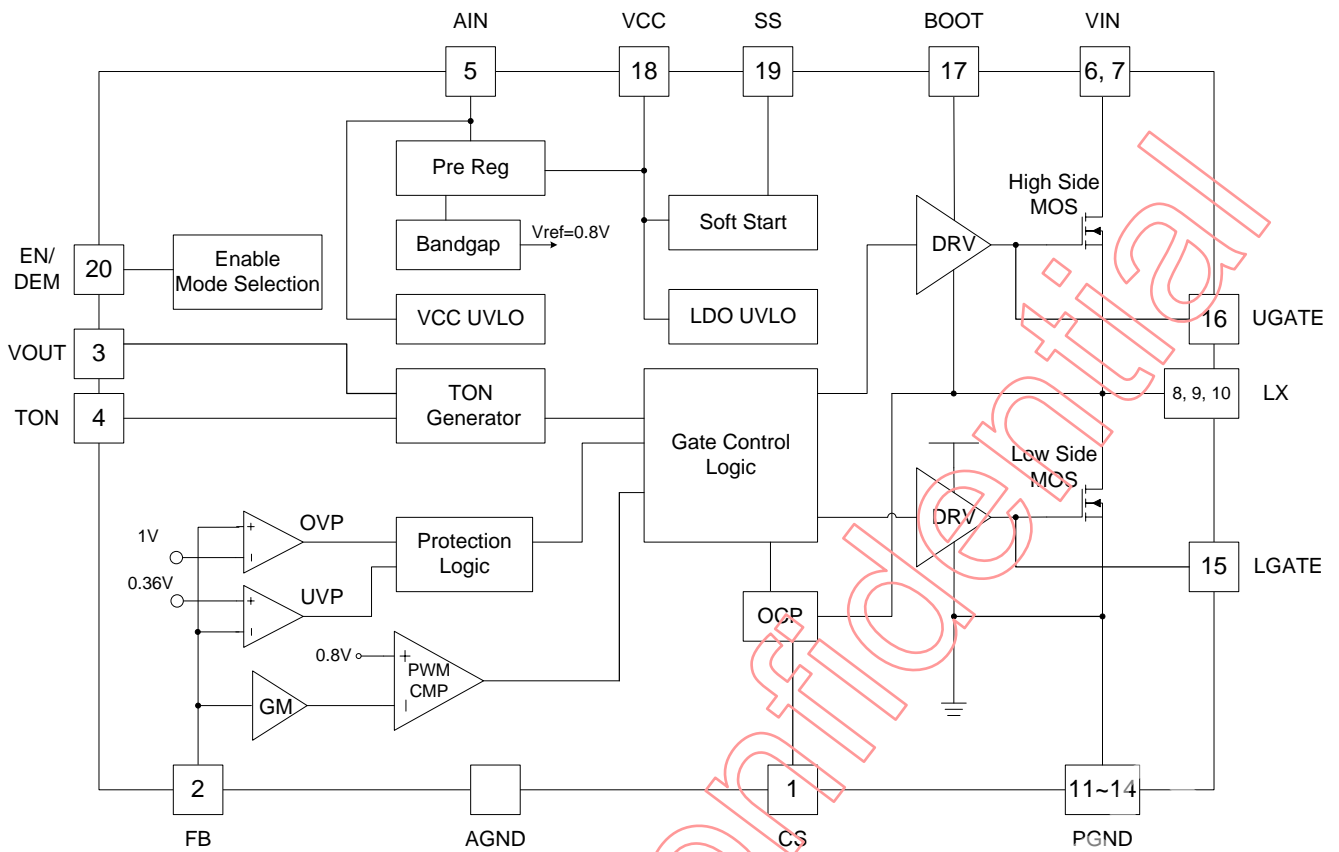 AIN
VCC
SS
BOOT
VIN
5
18
19
17
6, 7
Pre Reg
High Side
MOS
Soft Start
Bandgap
Vref=0.8V
DRV
EN/
DEM
20
Enable
Mode Selection
VCC UVLO
LDO UVLO
16
UGATE
VOUT
3
TON
4
TON
Generator
8, 9, 10
LX
Gate Control
Logic
Low Side
MOS
DRV
1V
+
-
OVP
Protection
Logic
0.36V
+
-
UVP
15
LGATE
OCP
0.8V
+
-
PWM
CMP
GM
2
1
11~14
FB
AGND
CS
PGND
onfidential